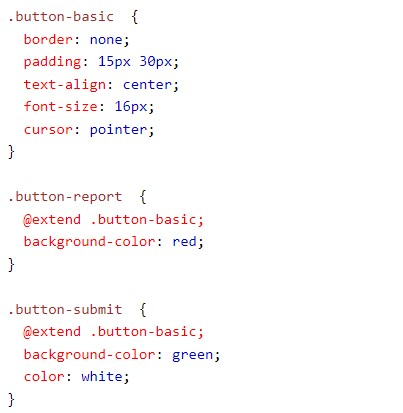 .button-basic  {
  border: none;
  padding: 15px 30px;
  text-align: center;
  font-size: 16px;
  cursor: pointer;
}

.button-report  {
  @extend .button-basic;
  background-color: red;
}

.button-submit  {
  @extend .button-basic;
  background-color: green;
  color: white;
}